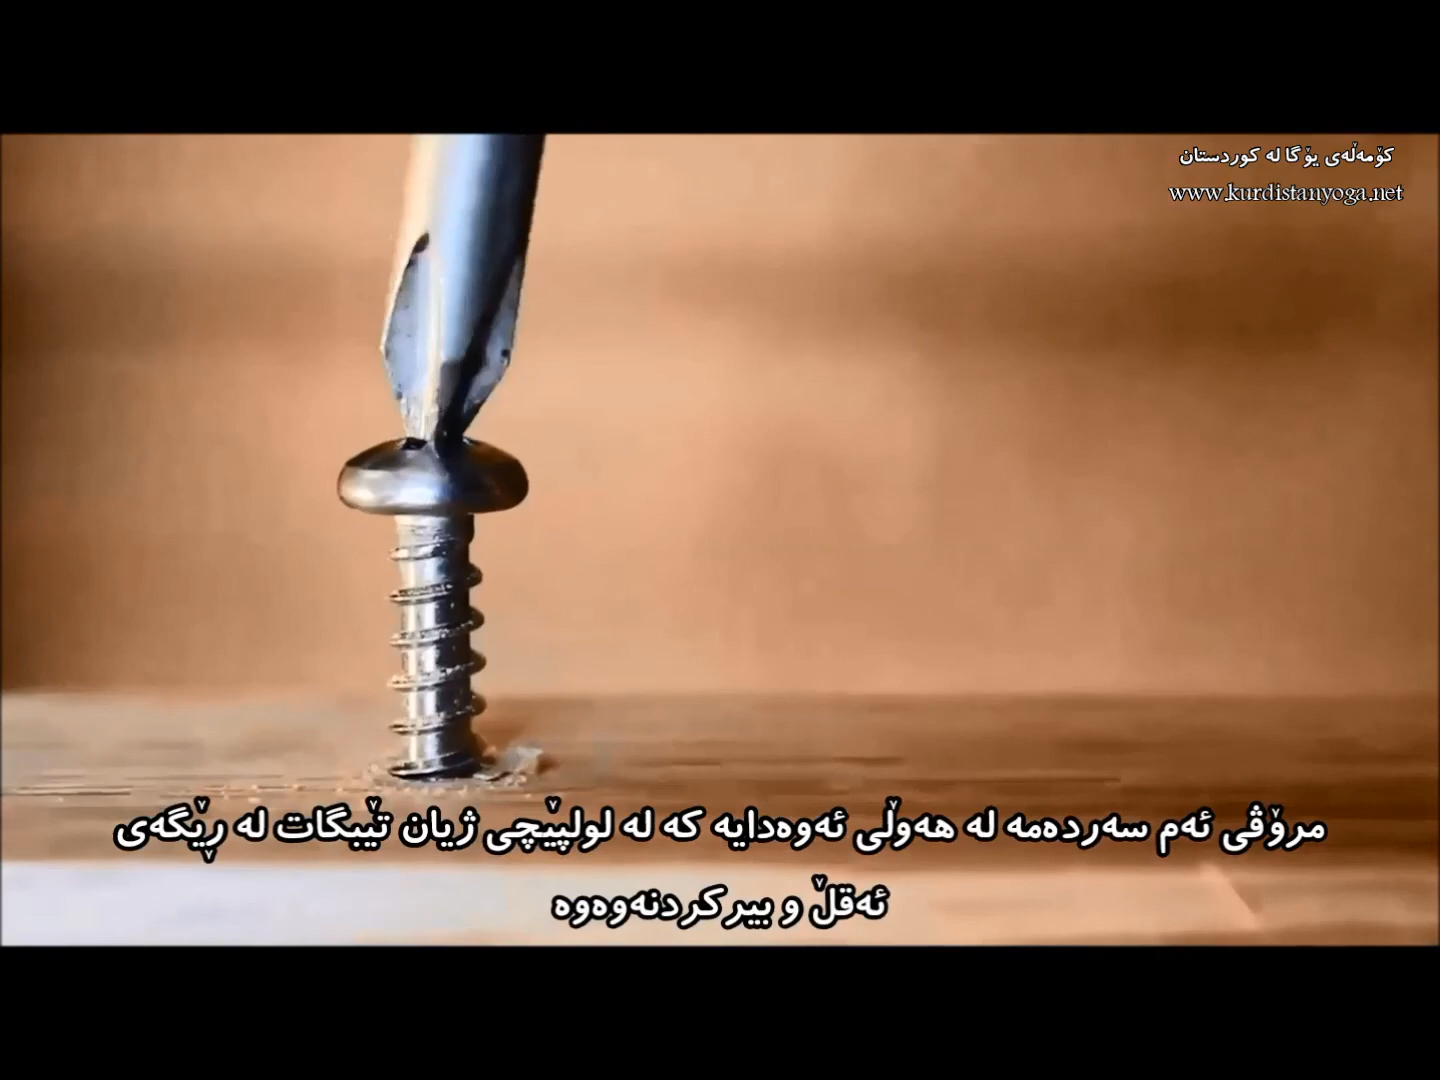 کۆمەڵەی یۆگا لە کوردستان
www.kurdistanyoga.net
مرۆڤی ئەم سەردەمە لە هەوڵی ئەوەدایە کە لە لولپێچی ژیان تێبگات لە ڕێگەی
ئەقڵ و بیرکردنەوەوە